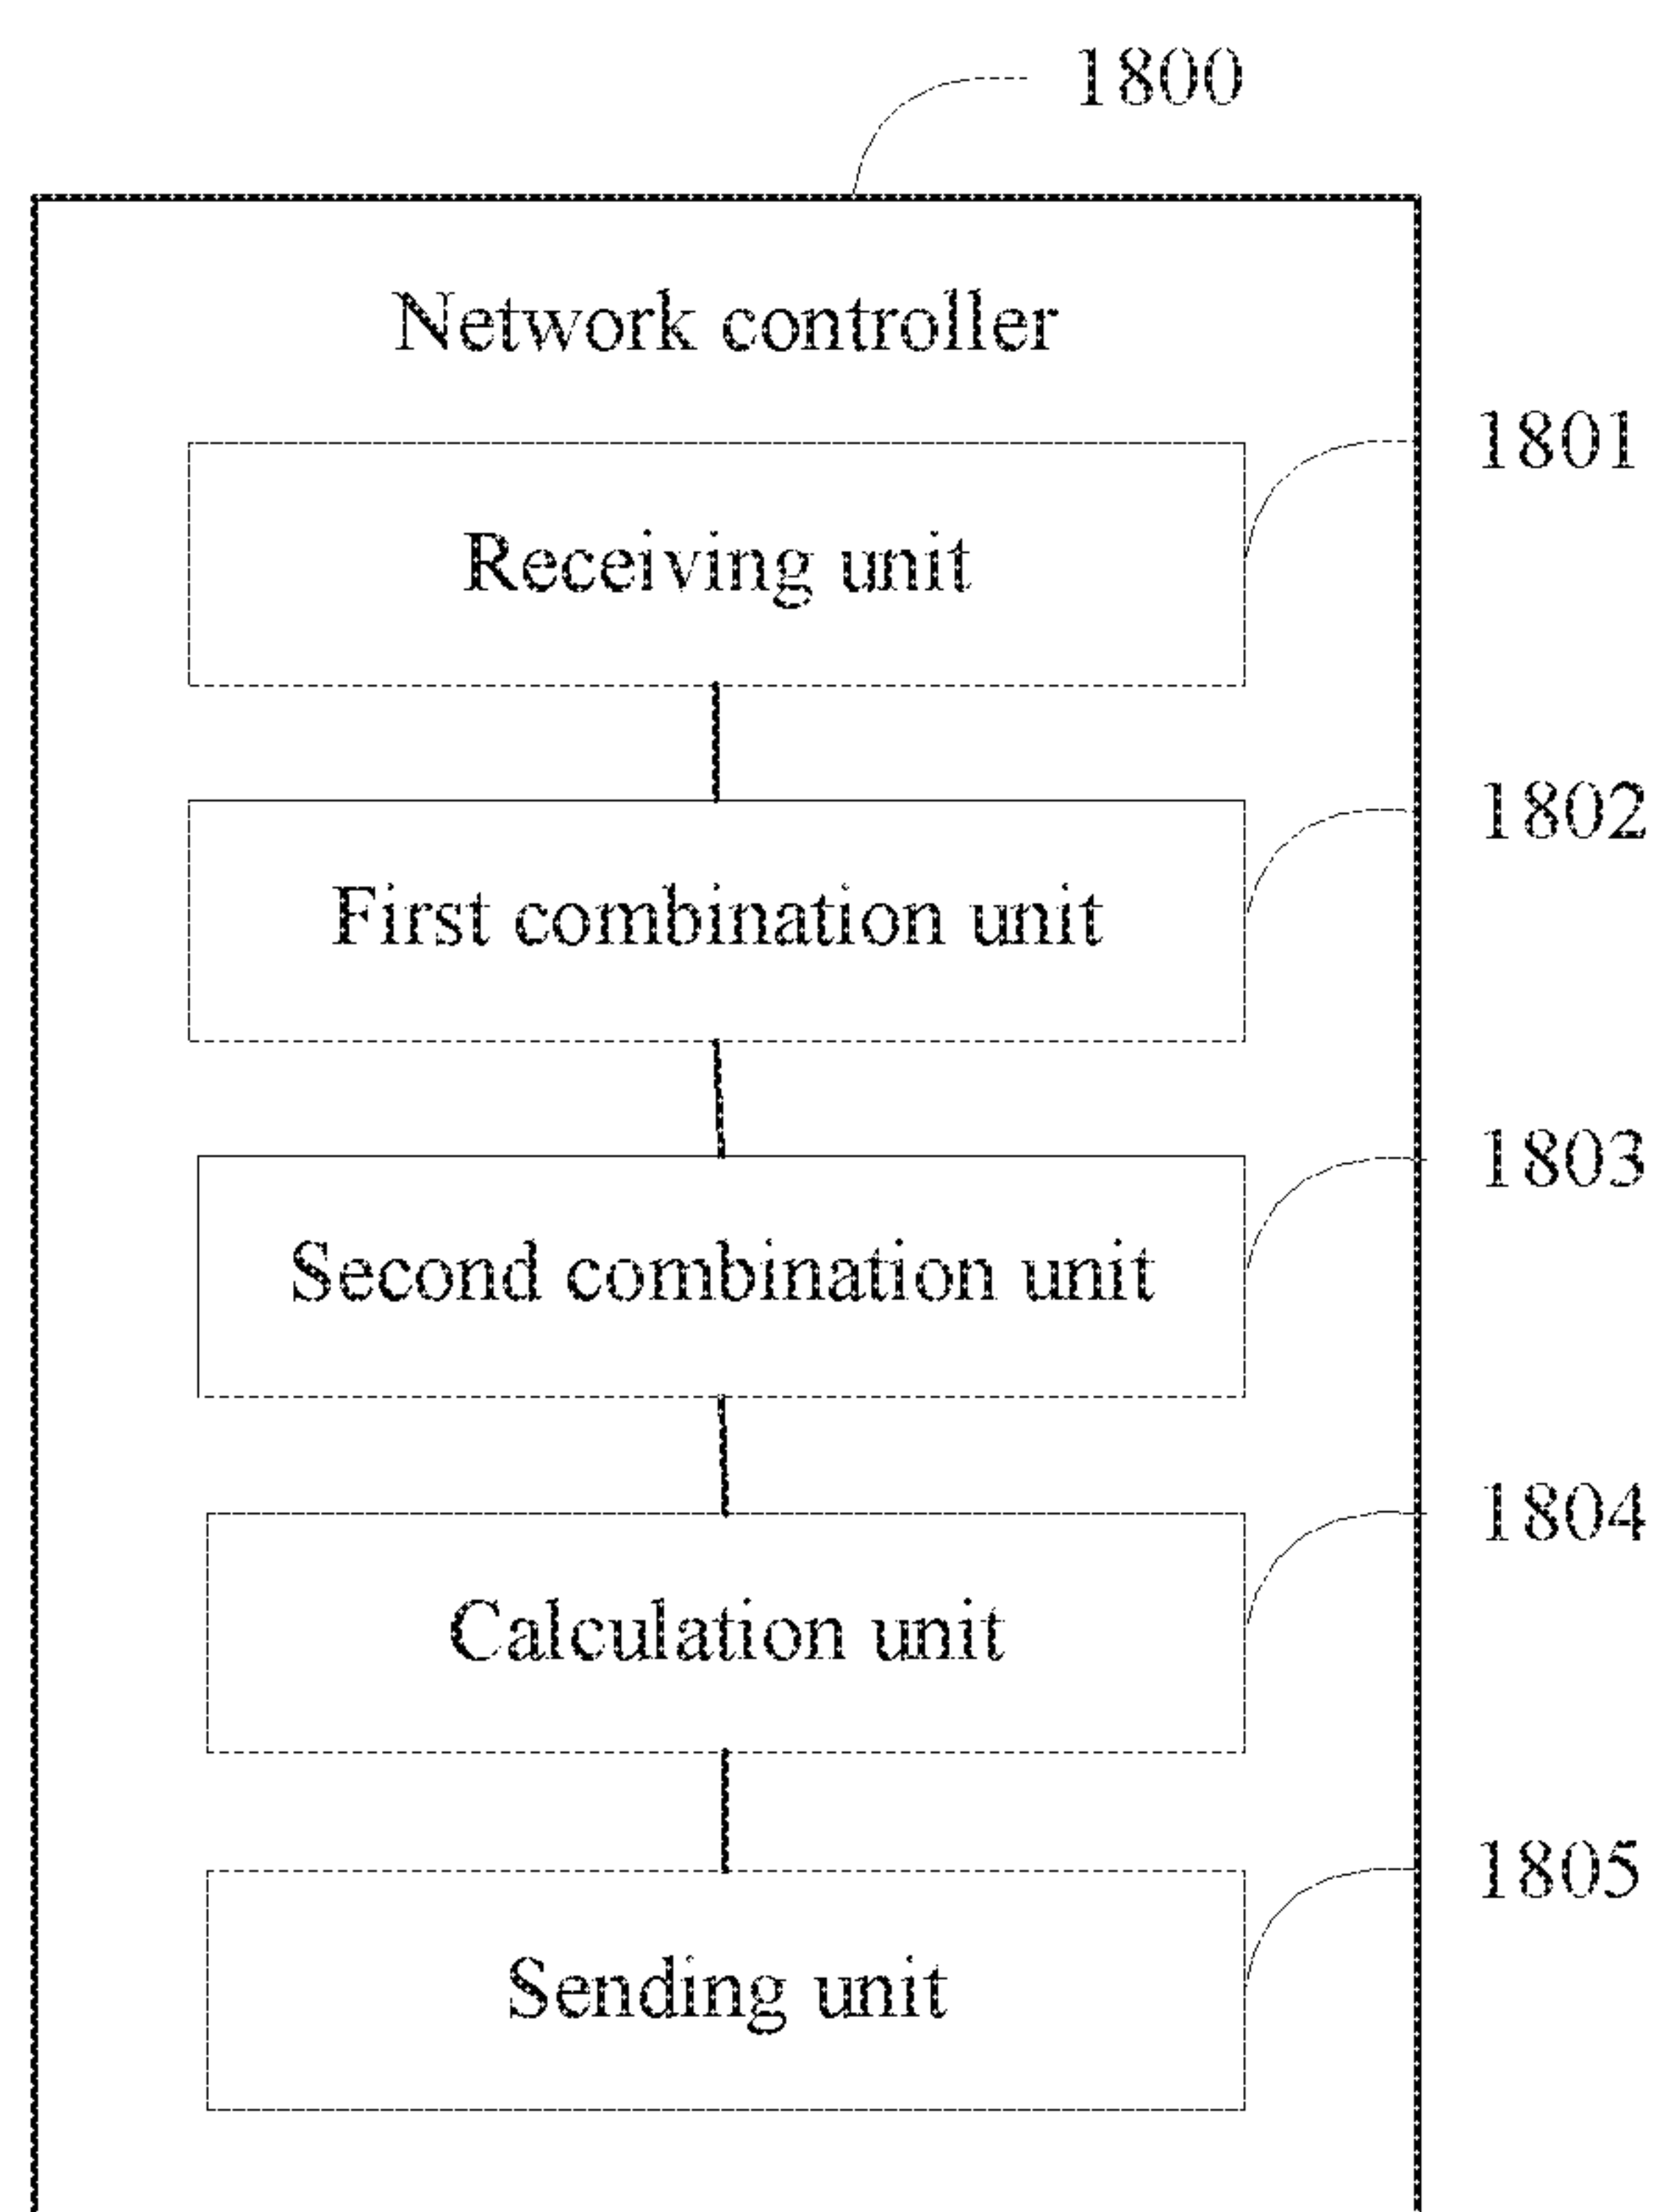 1800
Network controller
1801
Receiving unit
1802
First combination unit
1803
Second combination unit
1804
Calculation unit
1805
Sending unit